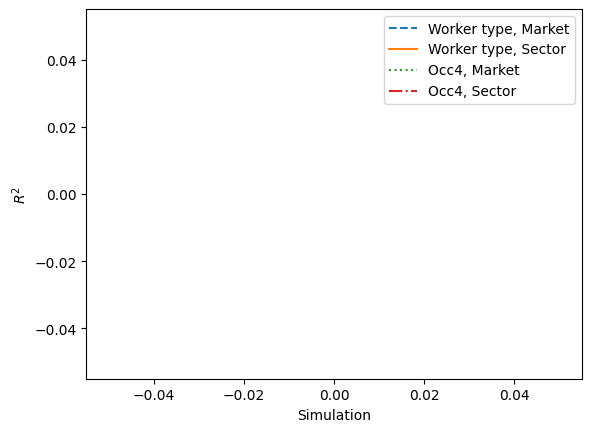 Worker type, Market
Worker type, Sector
Occ4, Market
Occ4, Sector
0.04
0.02
0.00
−0.02
−0.04
R²
−0.04 −0.02 0.00 0.02 0.04
Simulation